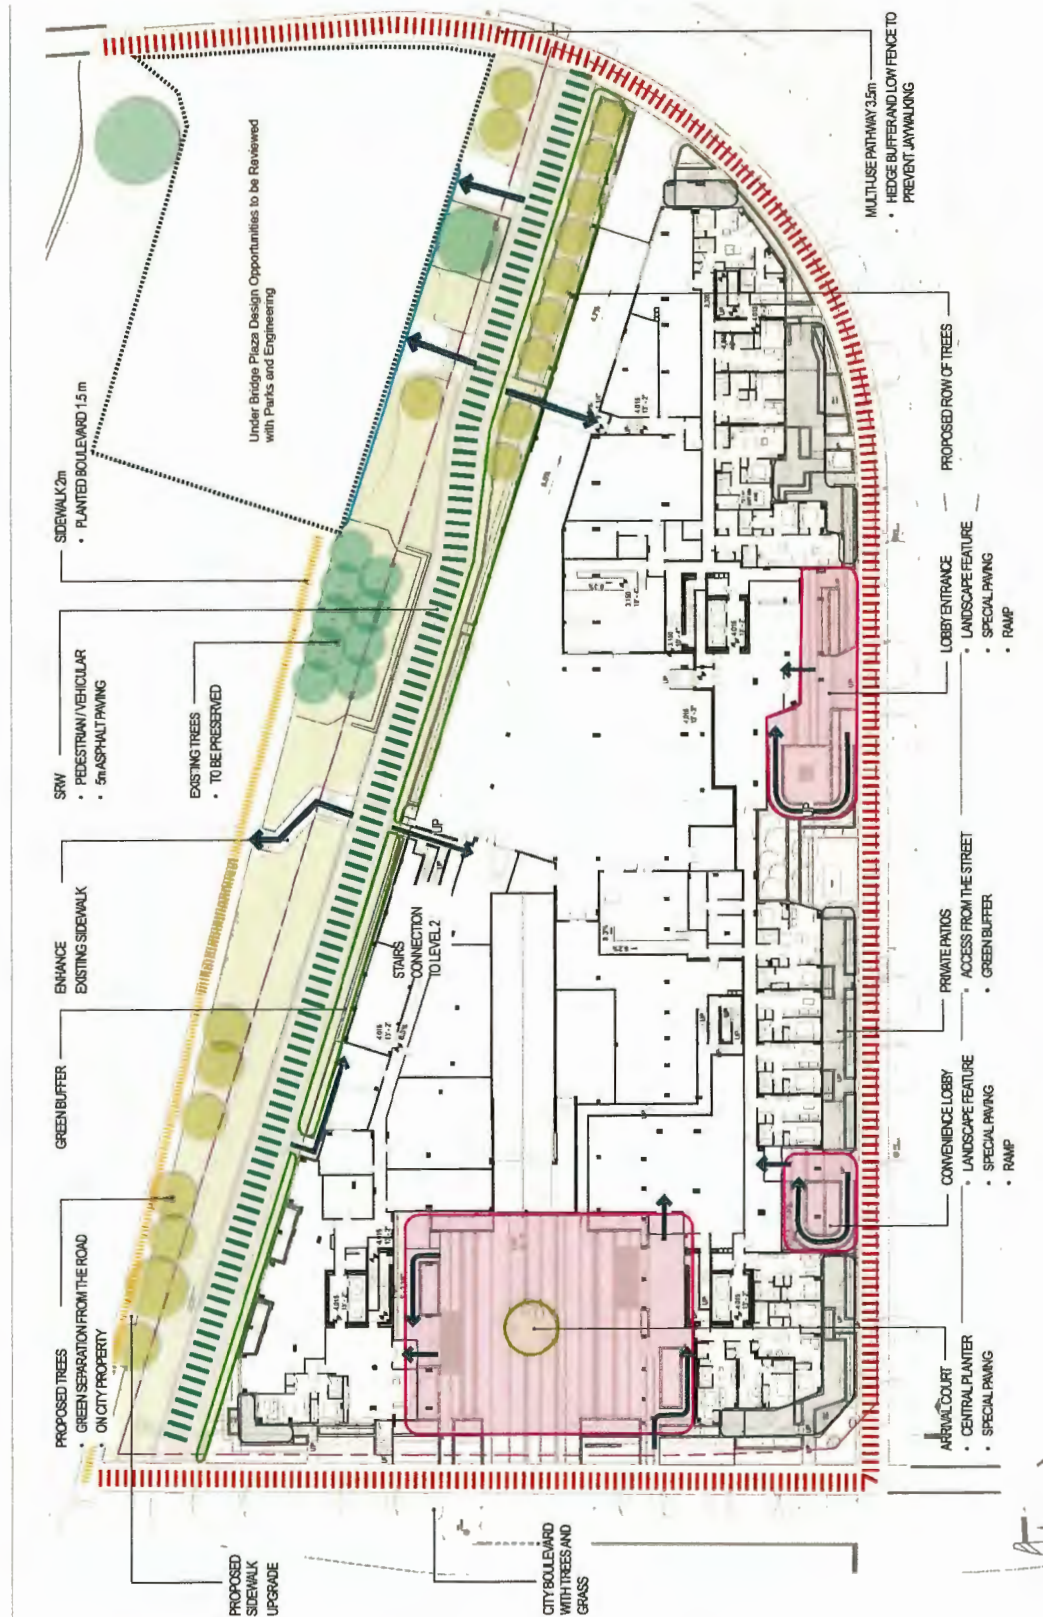 PROPOSED
SIDEWALK
UPGRADE
PROPOSED TREES
• GREEN SEPARATION FROM THE ROAD
• ON CITY PROPERTY
GREEN BUFFER
ENHANCE
EXISTING SIDEWALK
SRW
• PEDESTRIAN / VEHICULAR
• 5m ASPHALT PAVING
EXISTING TREES
• TO BE PRESERVED
SIDEWALK 2m
• PLANTED BOULEVARD 1.5 m
Under Bridge Plaza Design Opportunities to be Reviewed
with Parks and Engineering
STAIRS
CONNECTION
TO LEVEL 2
UP
CITY BOULEVARD
WITH TREES AND
GRASS
ARRIVAL COURT
• CENTRAL PLANTER
• SPECIAL PAVING
CONVENIENCE LOBBY
• LANDSCAPE FEATURE
• SPECIAL PAVING
• RAMP
PRIVATE PATIOS
• ACCESS FROM THE STREET
• GREEN BUFFER
LOBBY ENTRANCE
• LANDSCAPE FEATURE
• SPECIAL PAVING
• RAMP
PROPOSED ROW OF TREES
MULTI-USE PATHWAY 3.5m
• HEDGE BUFFER AND LOW FENCE TO
PREVENT JAYWALKING